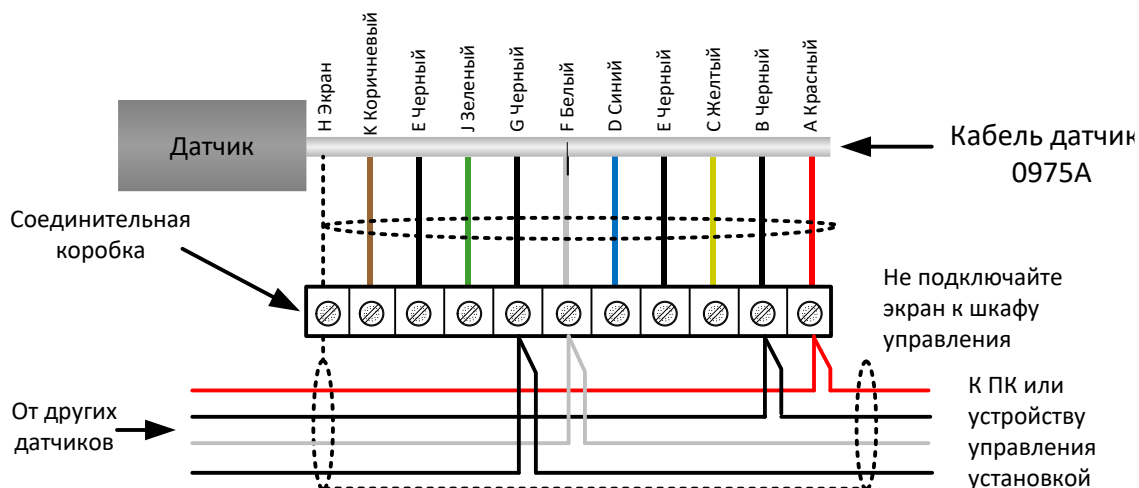 H Экран
K Коричневый
E Черный
J Зеленый
G Черный
F Белый
D Синий
E Черный
C Желтый
B Черный
A Красный
Датчик
Кабель датчик
0975A
Соединительная
коробка
Не подключайте
экран к шкафу
управления
От других
датчиков
К ПК или
устройству
управления
установкой